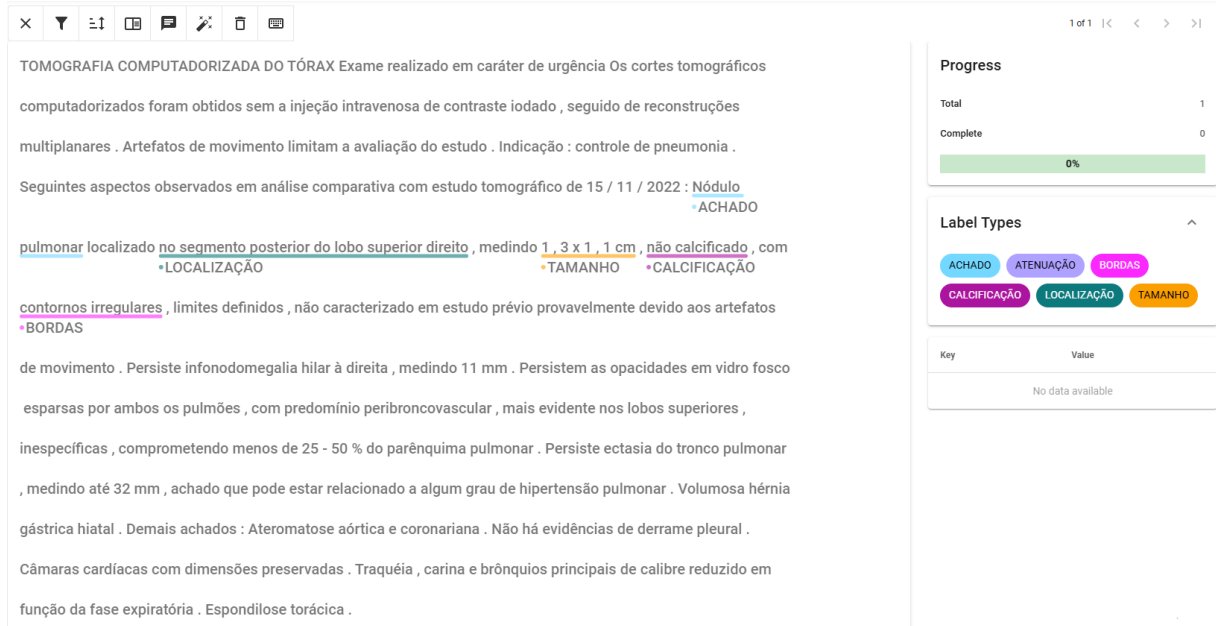 1 of 1
TOMOGRAFIA COMPUTADORIZADA DO TÓRAX Exame realizado em caráter de urgência Os cortes tomográficos
computadorizados foram obtidos sem a injeção intravenosa de contraste iodado , seguido de reconstruções
multiplanares . Artefatos de movimento limitam a avaliação do estudo . Indicação : controle de pneumonia .
Seguintes aspectos observados em análise comparativa com estudo tomográfico de 15 / 11 / 2022 : Nódulo
ACHADO
pulmonar localizado no segmento posterior do lobo superior direito , medindo 1 , 3 x 1 , 1 cm , não calcificado , com
LOCALIZAÇÃO TAMANHO CALCIFICAÇÃO
contornos irregulares , limites definidos , não caracterizado em estudo prévio provavelmente devido aos artefatos
BORDAS
de movimento . Persiste infonodomegalia hilar à direita , medindo 11 mm . Persistem as opacidades em vidro fosco
esparsas por ambos os pulmões , com predomínio peribroncovascular , mais evidente nos lobos superiores ,
inespecíficas , comprometendo menos de 25 - 50 % do parênquima pulmonar . Persiste ectasia do tronco pulmonar
, medindo até 32 mm , achado que pode estar relacionado a algum grau de hipertensão pulmonar . Volumosa hérnia
gástrica hiatal . Demais achados : Ateromatose aórtica e coronariana . Não há evidências de derrame pleural .
Câmaras cardíacas com dimensões preservadas . Traquéia , carina e brônquios principais de calibre reduzido em
função da fase expiratória . Espondilose torácica .
Progress
Total 1
Complete 0
0%
Label Types
ACHADO ATENUAÇÃO BORDAS
CALCIFICAÇÃO LOCALIZAÇÃO TAMANHO
Key Value
No data available